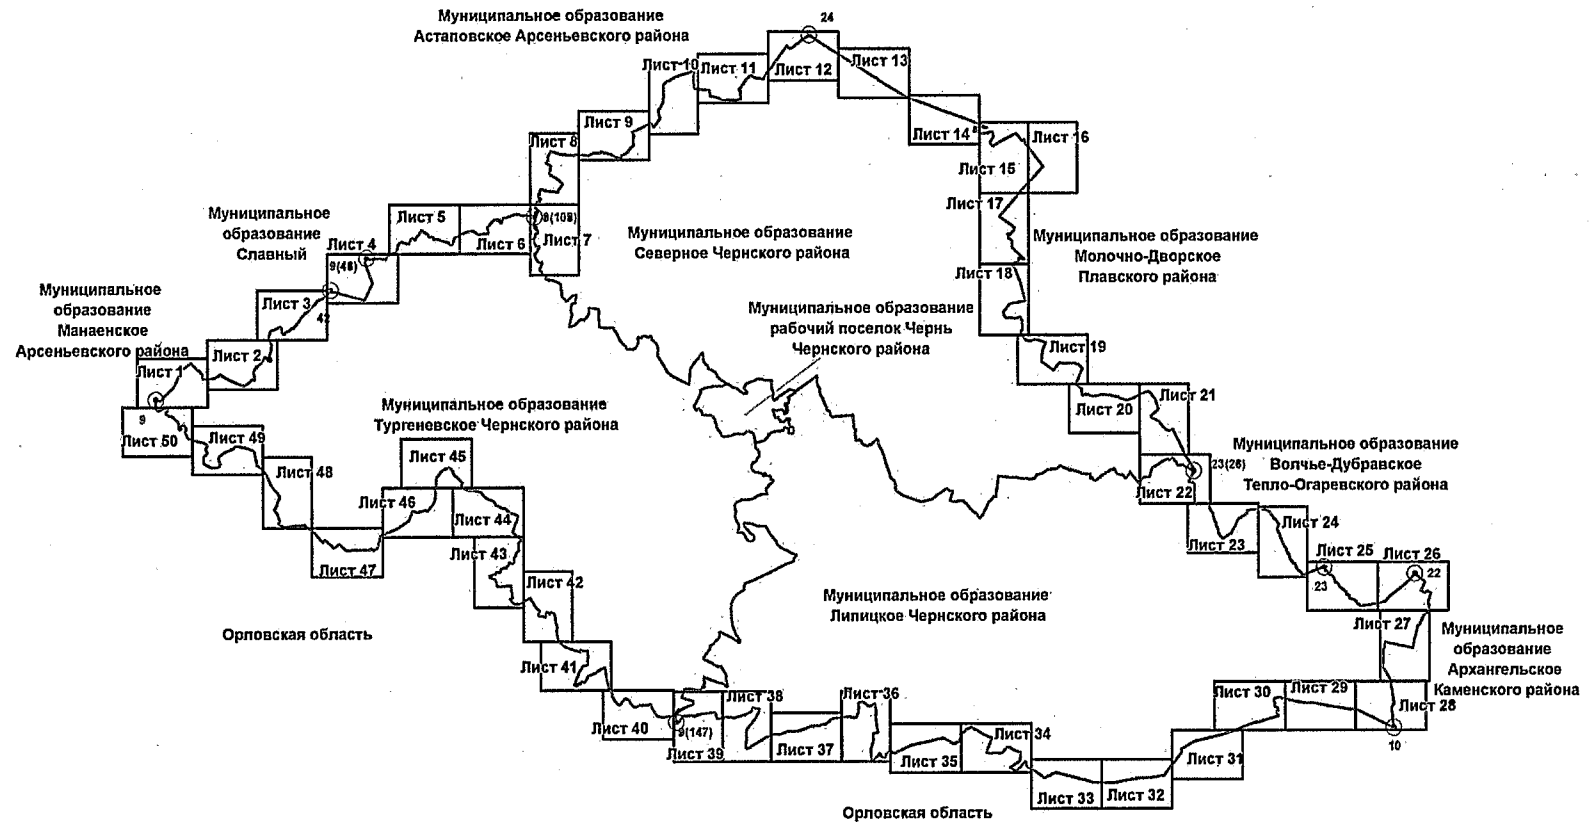 Муниципальное образование
Астаповское Арсеньевского района
24
Лист 10
Лист 11
Лист 12
Лист 13
Лист 9
Лист 8
Лист 14
Лист 16
Лист 15
Лист 17
Муниципальное
образование
Славный
Лист 5
Лист 6
8(108)
Лист 7
Лист 4
9(48)
Муниципальное образование
Северное Чернского района
Муниципальное образование
Молочно-Дворское
Плавского района
Лист 18
Муниципальное
образование
Манаенское
Арсеньевского района
Лист 3
42
Муниципальное образование
рабочий поселок Чернь
Чернского района
Лист 2
Лист 1
9
Лист 19
Лист 20
Лист 21
Муниципальное образование
Тургеневское Чернского района
Лист 50
Лист 49
Лист 48
Лист 45
Лист 46
Лист 44
Лист 47
Лист 43
Лист 42
Муниципальное образование
Волчье-Дубравское
Тепло-Огаревского района
23(26)
Лист 22
Лист 23
Лист 24
Лист 25
Лист 26
23
22
Муниципальное образование
Липицкое Чернского района
Орловская область
Лист 27
Муниципальное
образование
Архангельское
Каменского района
Лист 41
Лист 40
9(147)
Лист 39
Лист 38
Лист 37
Лист 36
Лист 35
Лист 34
Лист 30
Лист 29
Лист 28
10
Лист 31
Лист 33
Лист 32
Орловская область